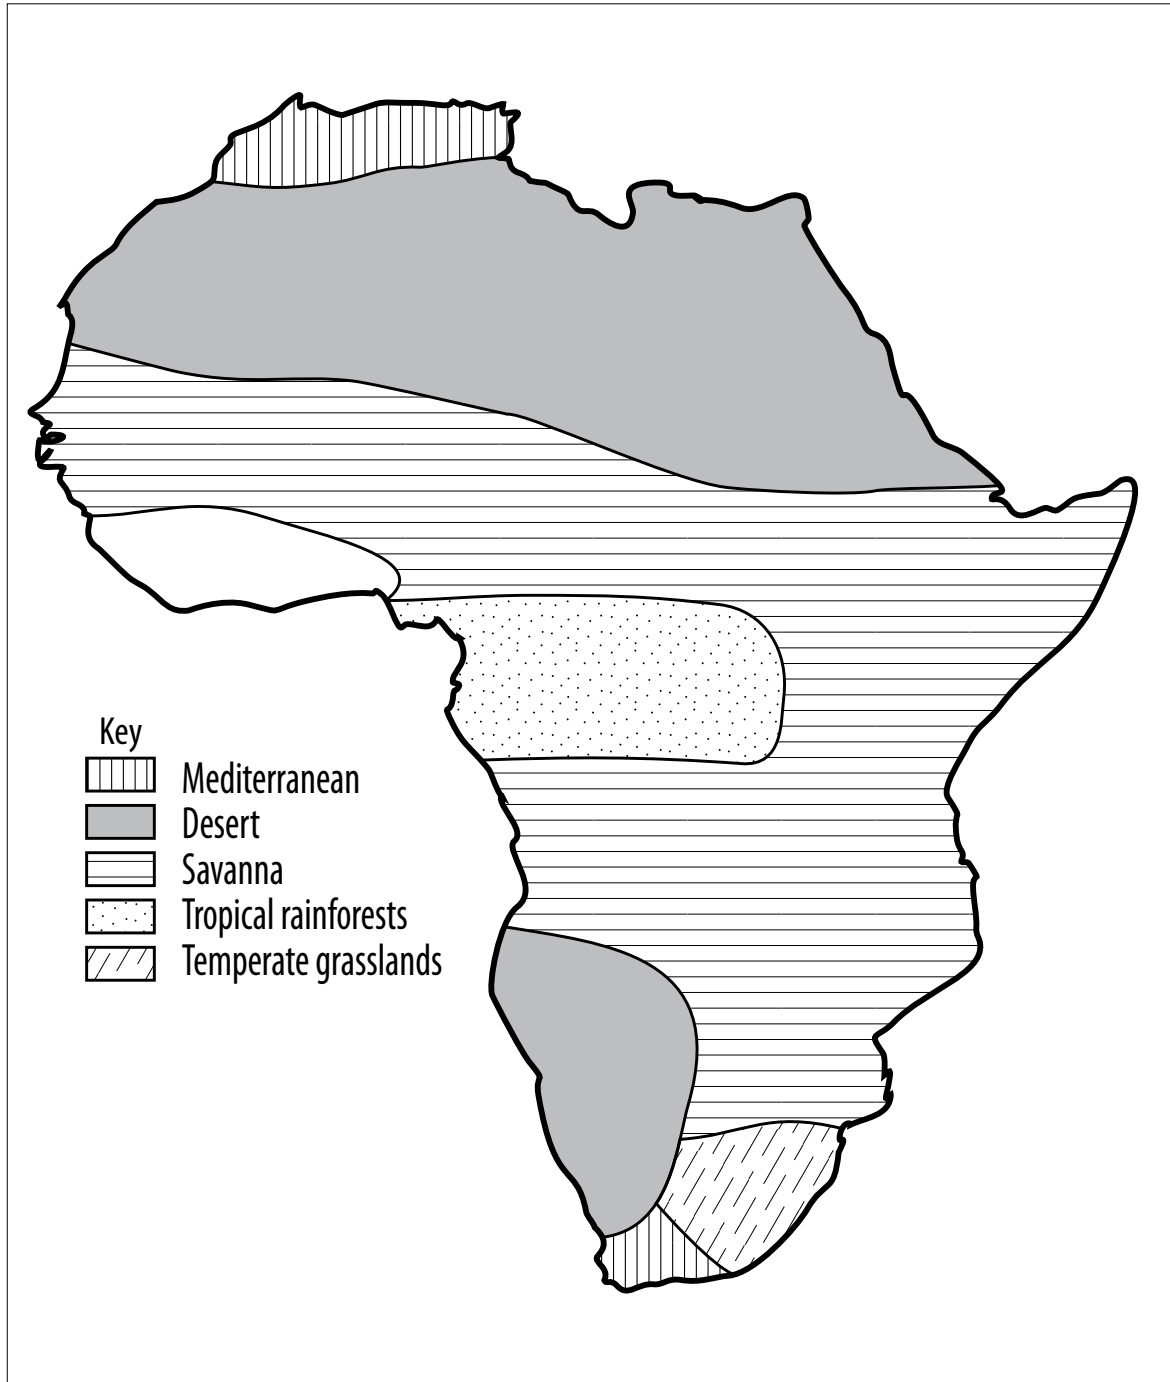 Key
Mediterranean
Desert
Savanna
Tropical rainforests
Temperate grasslands